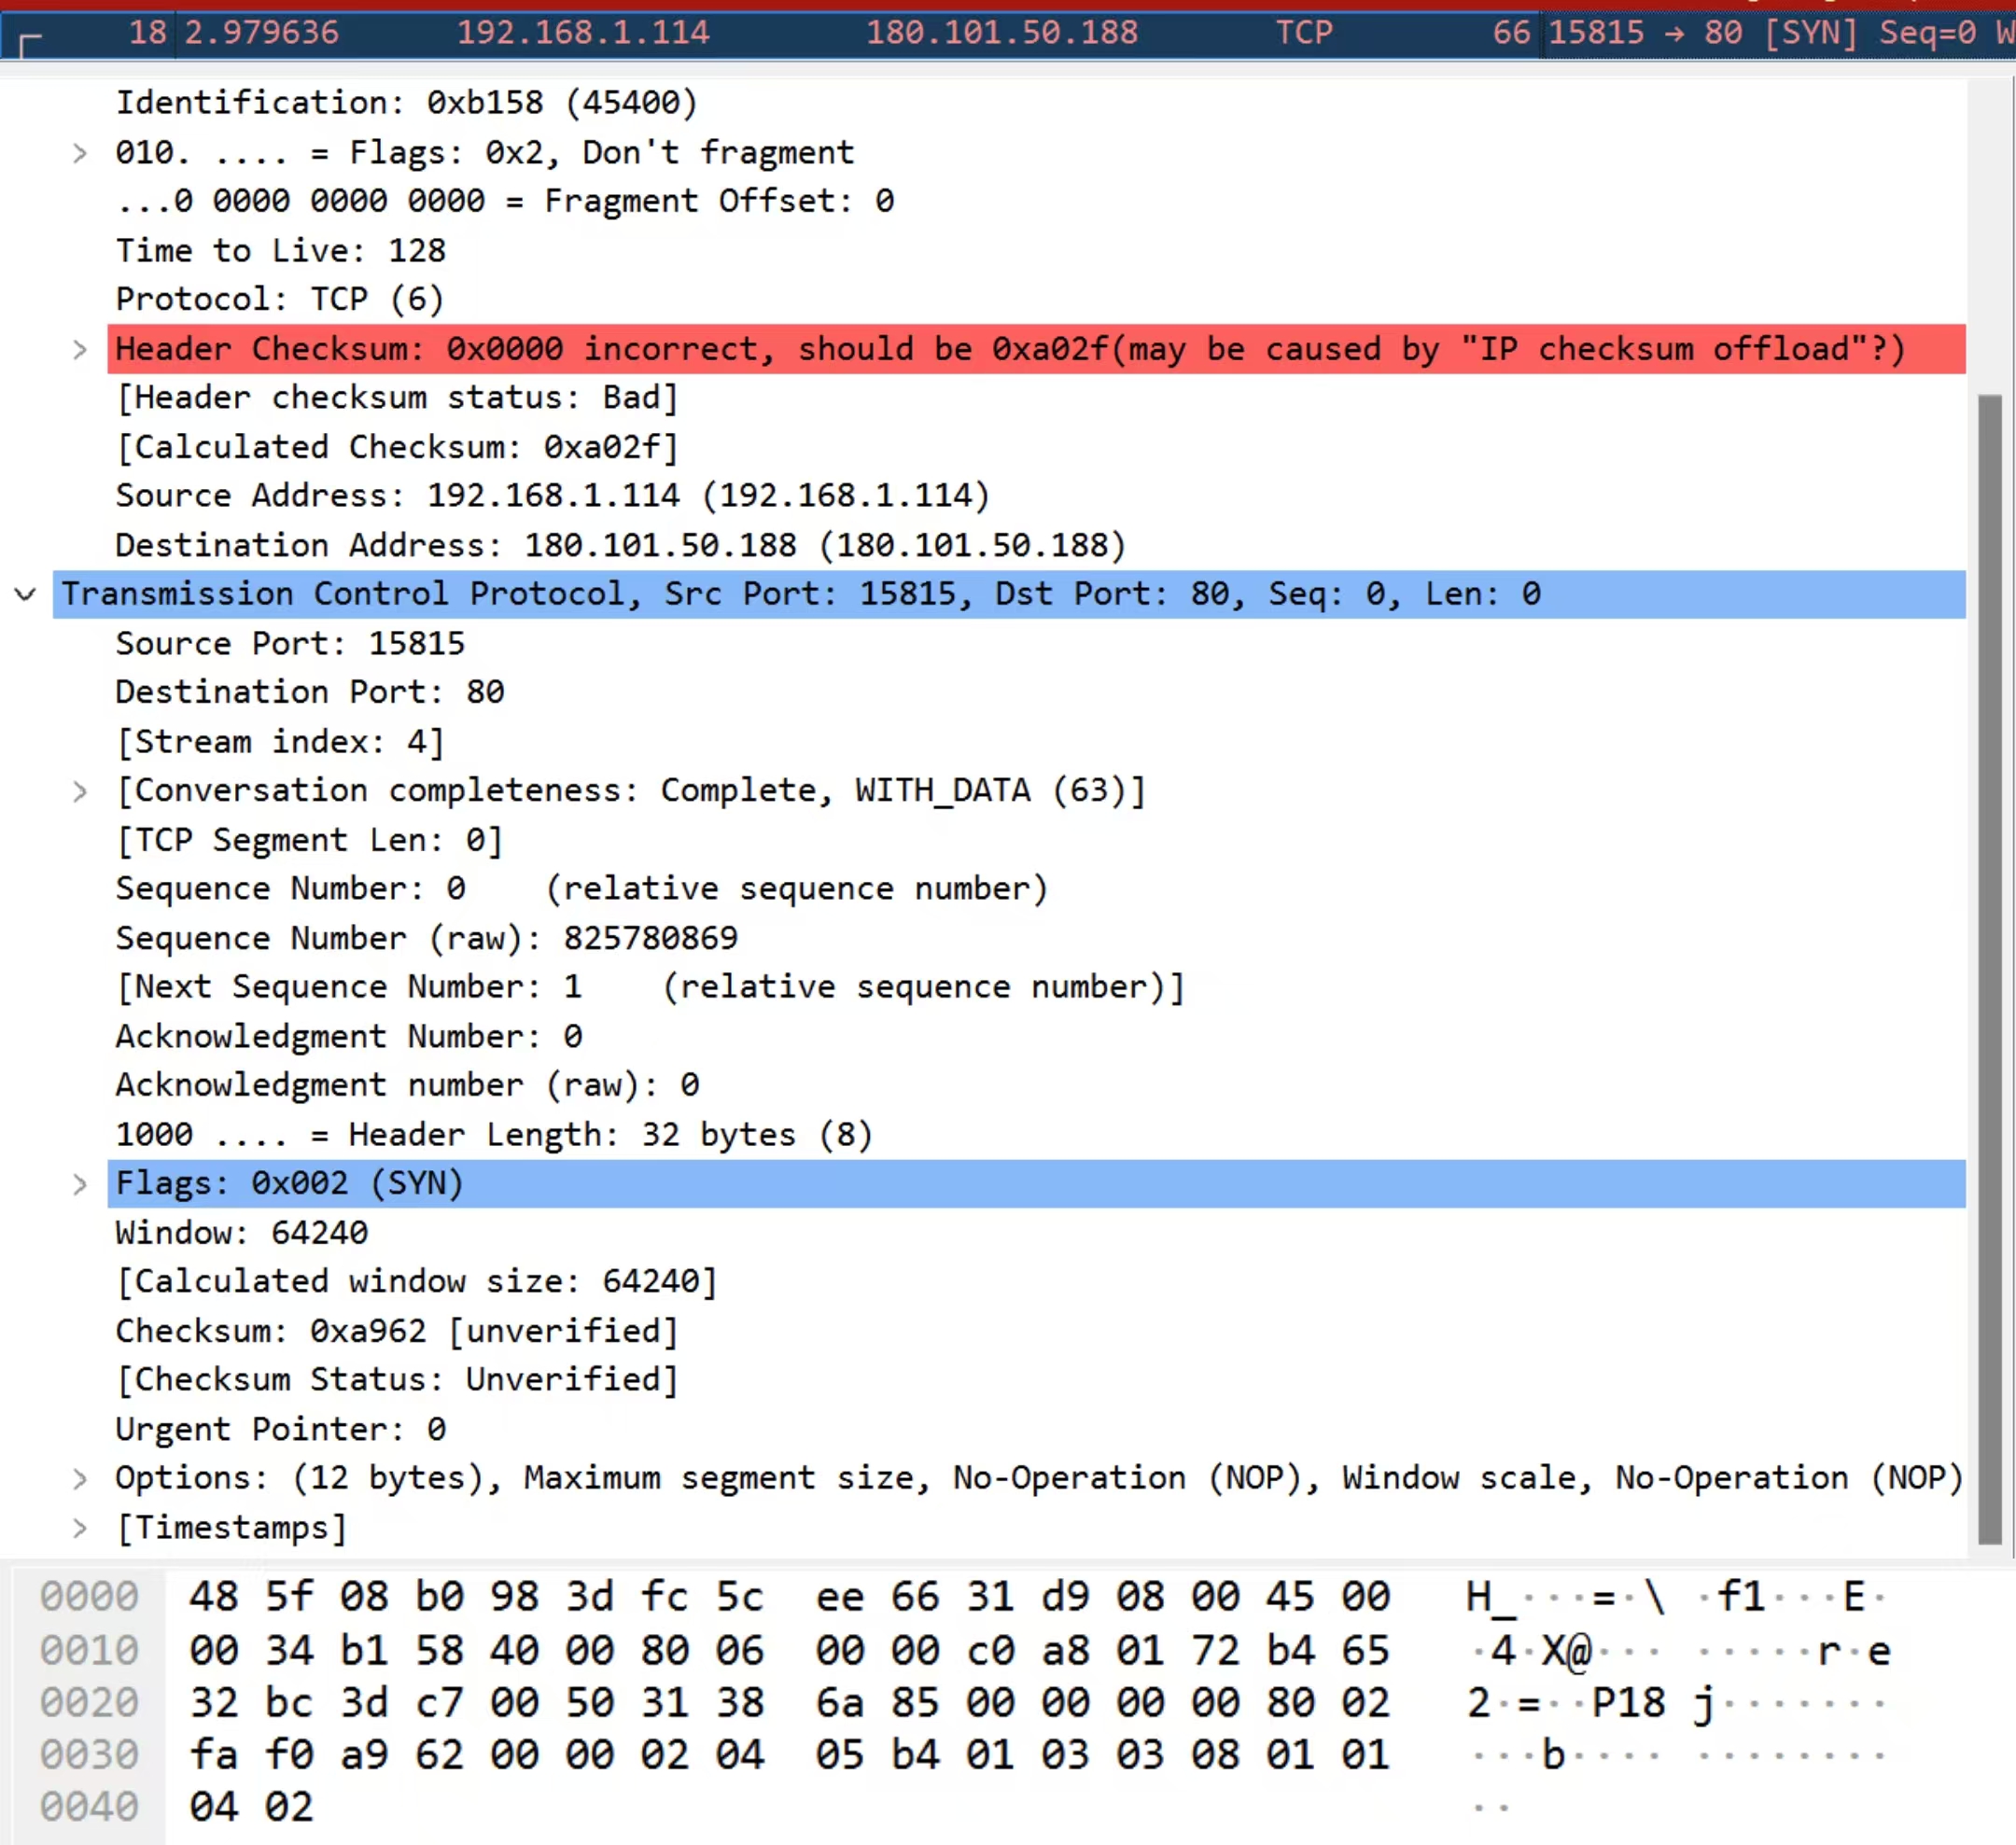 18 2.979636 192.168.1.114 180.101.50.188 TCP 66 15815 → 80 [SYN] Seq=0 W
Identification: 0xb158 (45400)
010. .... = Flags: 0x2, Don't fragment
...0 0000 0000 0000 = Fragment Offset: 0
Time to Live: 128
Protocol: TCP (6)
Header Checksum: 0x0000 incorrect, should be 0xa02f(may be caused by "IP checksum offload"?)
[Header checksum status: Bad]
[Calculated Checksum: 0xa02f]
Source Address: 192.168.1.114 (192.168.1.114)
Destination Address: 180.101.50.188 (180.101.50.188)
Transmission Control Protocol, Src Port: 15815, Dst Port: 80, Seq: 0, Len: 0
Source Port: 15815
Destination Port: 80
[Stream index: 4]
[Conversation completeness: Complete, WITH_DATA (63)]
[TCP Segment Len: 0]
Sequence Number: 0    (relative sequence number)
Sequence Number (raw): 825780869
[Next Sequence Number: 1    (relative sequence number)]
Acknowledgment Number: 0
Acknowledgment number (raw): 0
1000 .... = Header Length: 32 bytes (8)
Flags: 0x002 (SYN)
Window: 64240
[Calculated window size: 64240]
Checksum: 0xa962 [unverified]
[Checksum Status: Unverified]
Urgent Pointer: 0
Options: (12 bytes), Maximum segment size, No-Operation (NOP), Window scale, No-Operation (NOP)
[Timestamps]
0000 48 5f 08 b0 98 3d fc 5c ee 66 31 d9 08 00 45 00 H_···=·\ ·f1···E·
0010 00 34 b1 58 40 00 80 06 00 00 c0 a8 01 72 b4 65 ·4·X@··· ·····r·e
0020 32 bc 3d c7 00 50 31 38 6a 85 00 00 00 00 80 02 2·=··P18 j·······
0030 fa f0 a9 62 00 00 02 04 05 b4 01 03 03 08 01 01 ···b···· ········
0040 04 02 ··